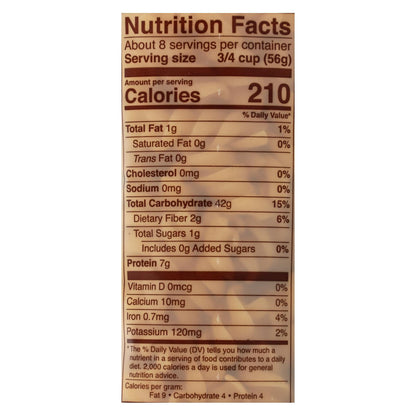 Nutrition Facts
About 8 servings per container
Serving size 3/4 cup (56g)
Amount per serving
Calories 210
% Daily Value*
Total Fat 1g 1%
Saturated Fat 0g 0%
Trans Fat 0g
Cholesterol 0mg 0%
Sodium 0mg 0%
Total Carbohydrate 42g 15%
Dietary Fiber 2g 6%
Total Sugars 1g
Includes 0g Added Sugars 0%
Protein 7g
Vitamin D 0mcg 0%
Calcium 10mg 0%
Iron 0.7mg 4%
Potassium 120mg 2%
*The % Daily Value (DV) tells you how much a
nutrient in a serving of food contributes to a daily
diet. 2,000 calories a day is used for general
nutrition advice.
Calories per gram:
Fat 9 • Carbohydrate 4 • Protein 4